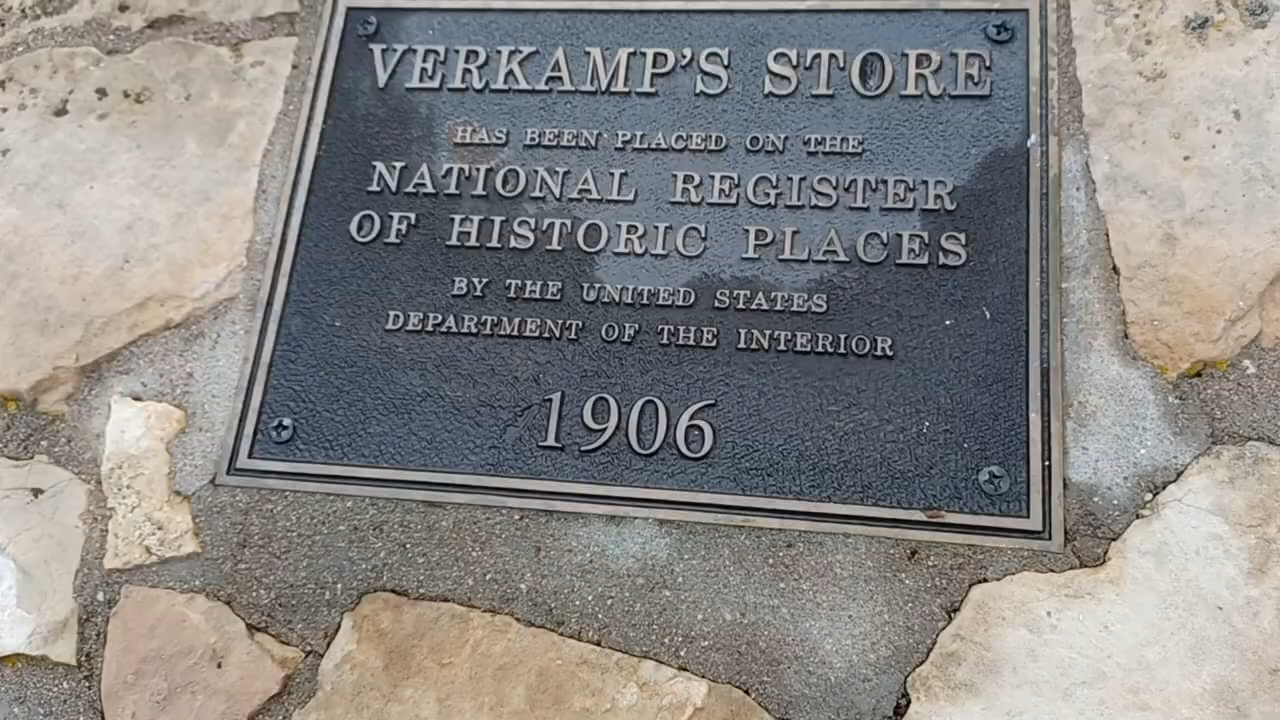 VERKAMP'S STORE
HAS BEEN PLACED ON THE
NATIONAL REGISTER
OF HISTORIC PLACES
BY THE UNITED STATES
DEPARTMENT OF THE INTERIOR
1906